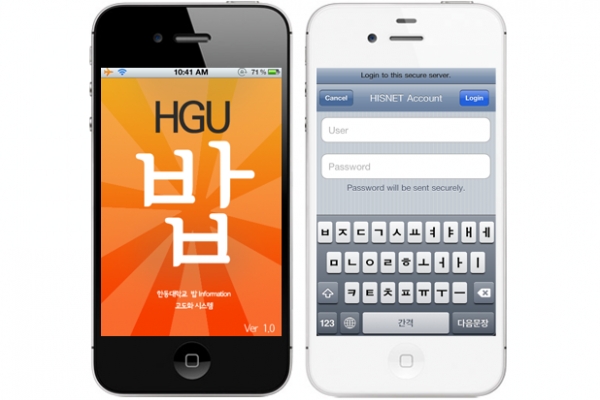 10:41 AM
71 %
HGU
밥
한동대학교 밥 Information
고도화 시스템
Ver 1.0
Login to this secure server.
Cancel
HISNET Account
Login
User
Password
Password will be sent securely.
ㅂ ㅈ ㄷ ㄱ ㅅ ㅛ ㅕ ㅑ ㅐ ㅔ
ㅁ ㄴ ㅇ ㄹ ㅎ ㅗ ㅓ ㅏ ㅣ
ㅋ ㅌ ㅊ ㅍ ㅠ ㅜ ㅡ
123
간격
다음문장